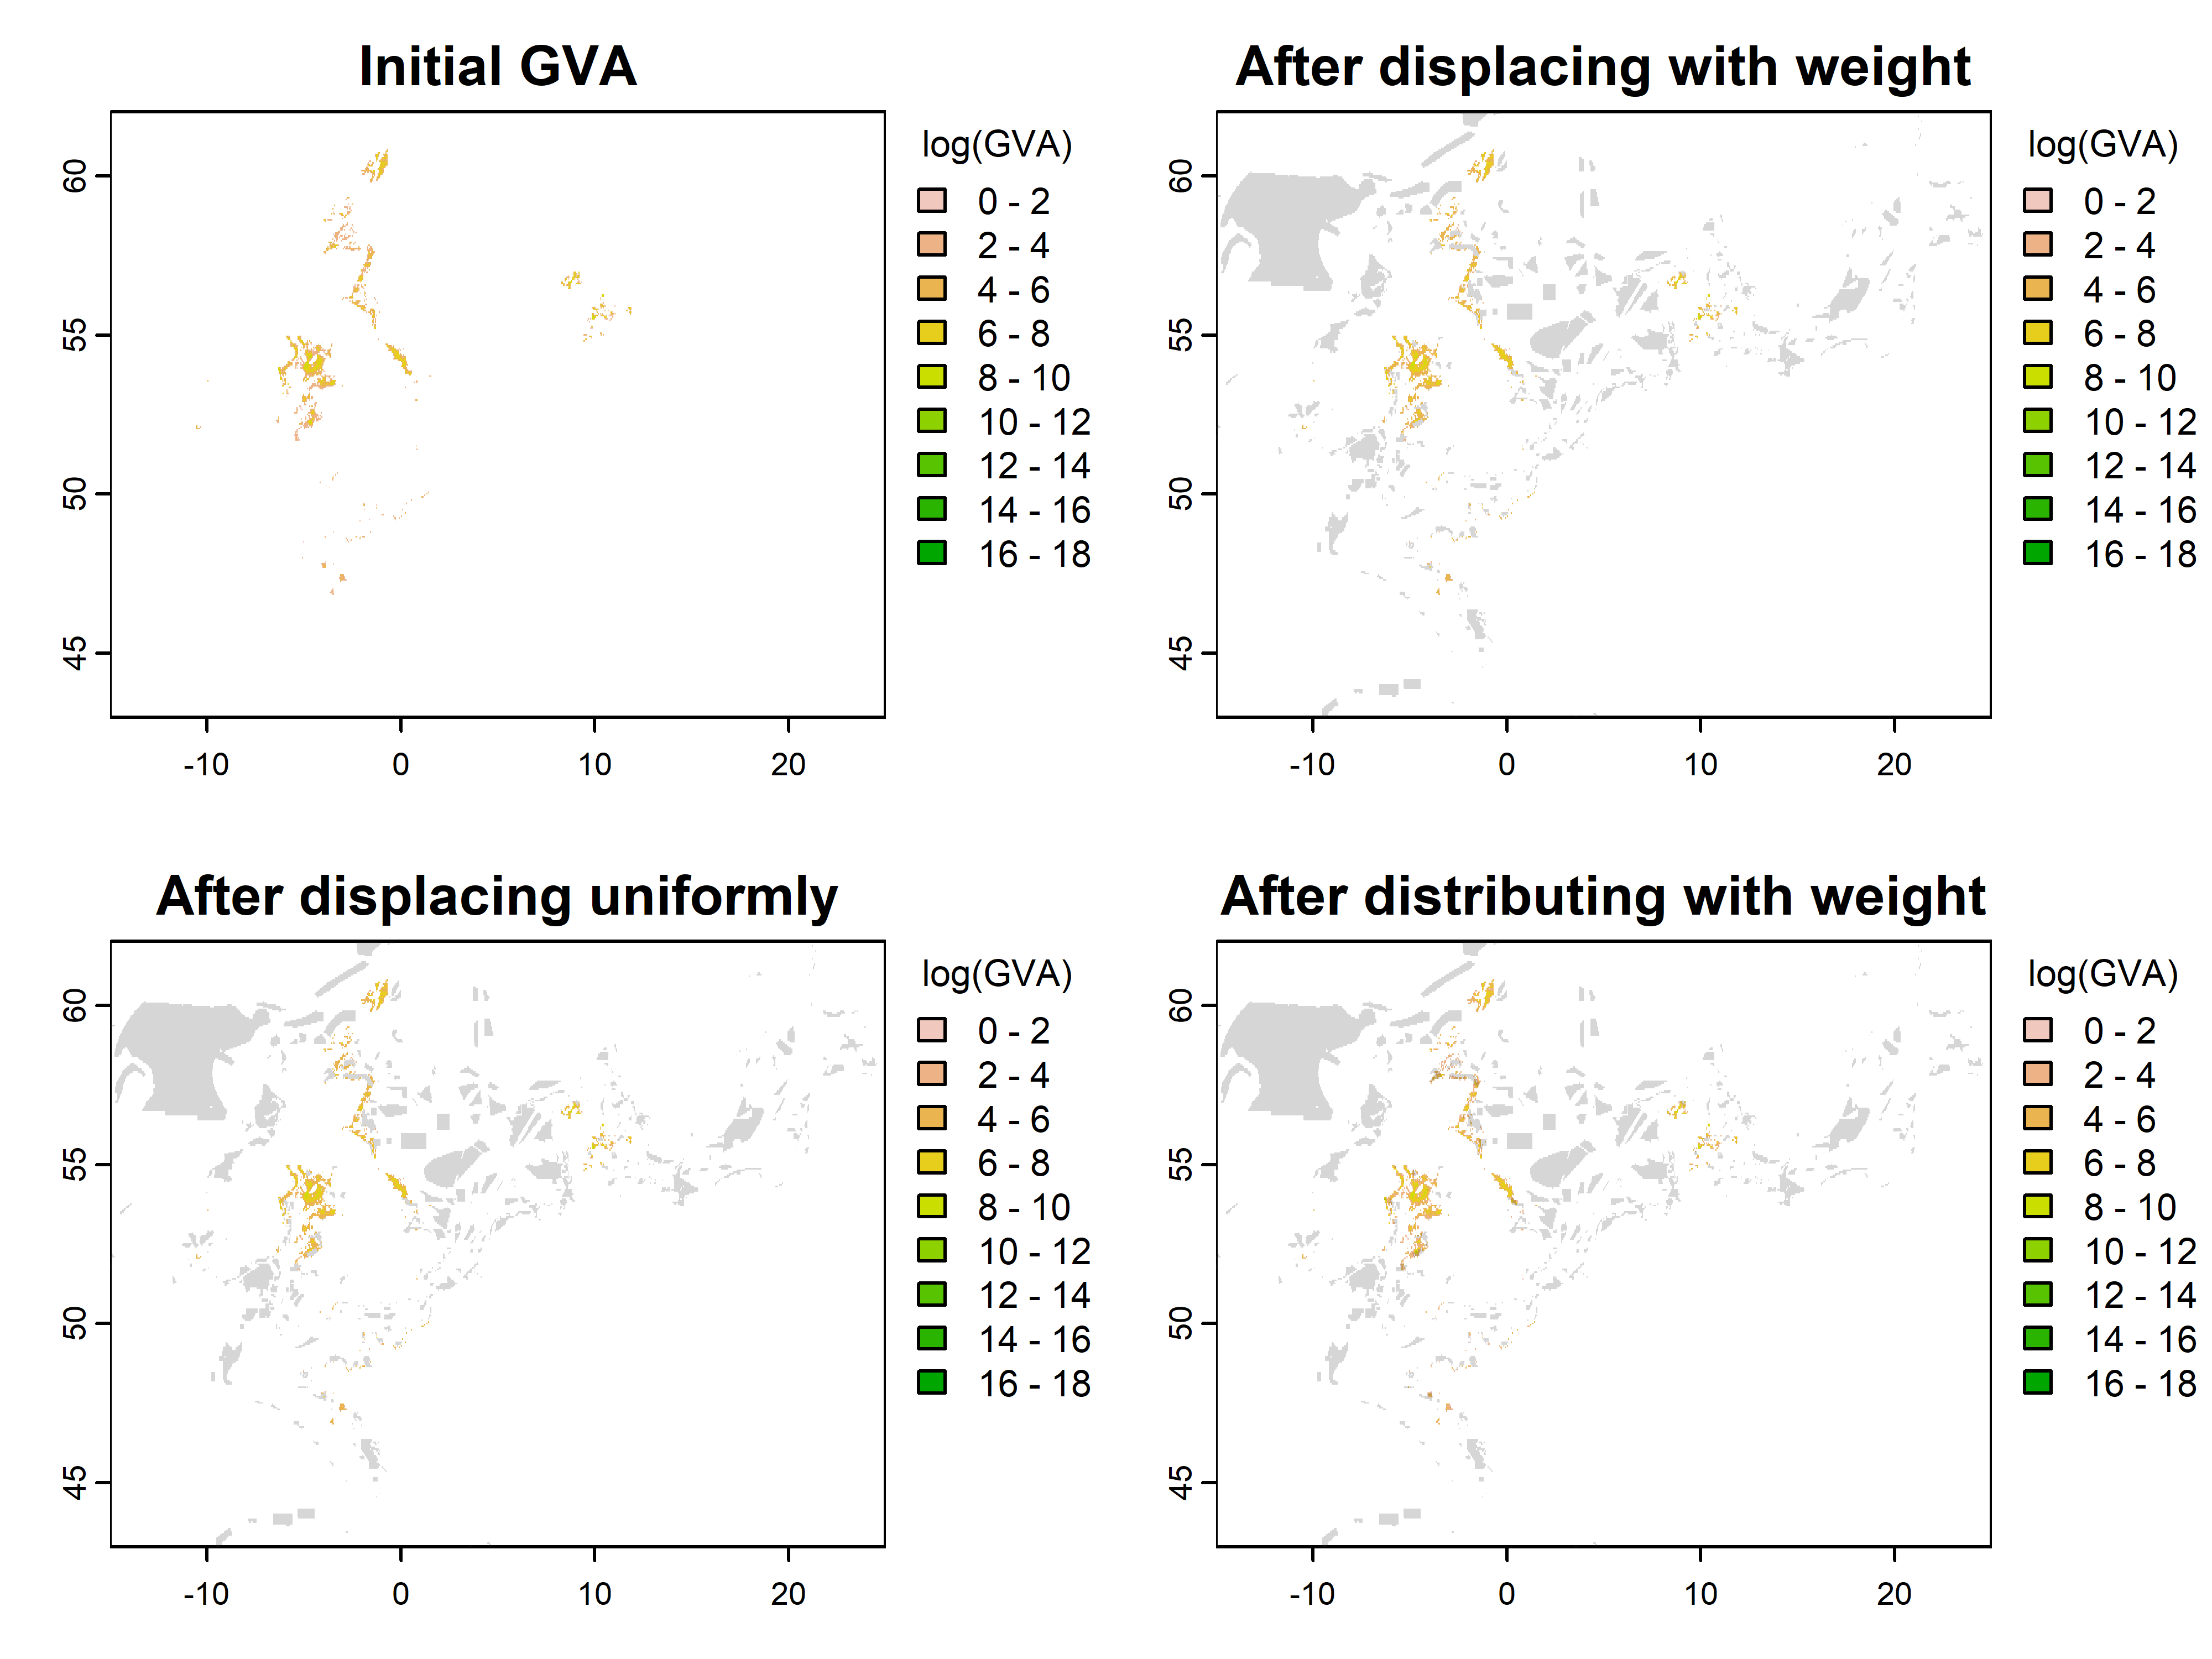 Initial GVA
60
55
50
45
-10
0
10
20
log(GVA)
0 - 2
2 - 4
4 - 6
6 - 8
8 - 10
10 - 12
12 - 14
14 - 16
16 - 18
After displacing with weight
60
55
50
45
-10
0
10
20
log(GVA)
0 - 2
2 - 4
4 - 6
6 - 8
8 - 10
10 - 12
12 - 14
14 - 16
16 - 18
After displacing uniformly
60
55
50
45
-10
0
10
20
log(GVA)
0 - 2
2 - 4
4 - 6
6 - 8
8 - 10
10 - 12
12 - 14
14 - 16
16 - 18
After distributing with weight
60
55
50
45
-10
0
10
20
log(GVA)
0 - 2
2 - 4
4 - 6
6 - 8
8 - 10
10 - 12
12 - 14
14 - 16
16 - 18